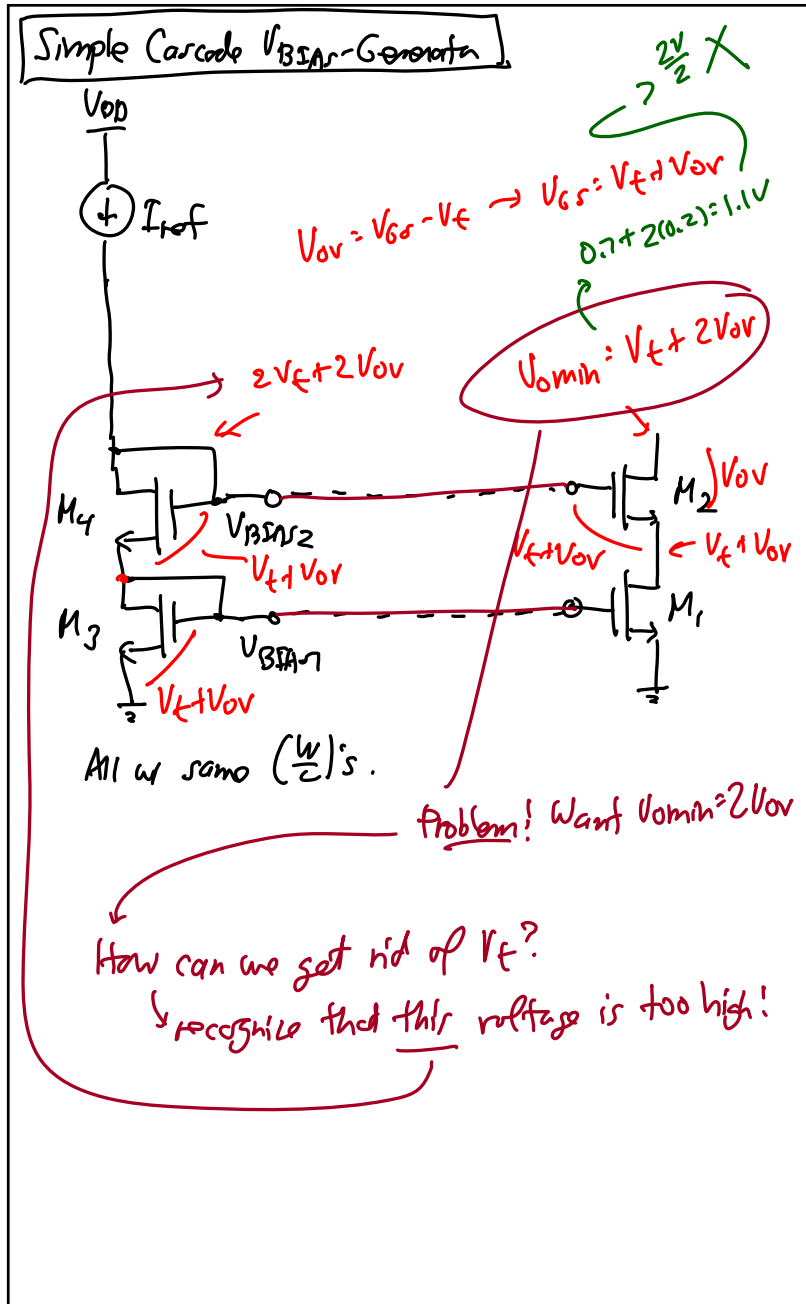 Simple Cascode VBIAS-Generator
> 2V/2 X
VDD
Iref
Vov = VGS - Vt → VGS = Vt + Vov
0.7 + 2(0.2) = 1.1V
Vomin = Vt + 2Vov
2Vt + 2Vov
M4
VBIAS2
Vt + Vov
Vt + Vov
M2
Vov
Vt + Vov
M3
VBIAS1
Vt + Vov
M1
All w same (W/L)'s.
Problem! Want Vomin = 2Vov
How can we get rid of Vt?
recognize that this voltage is too high!